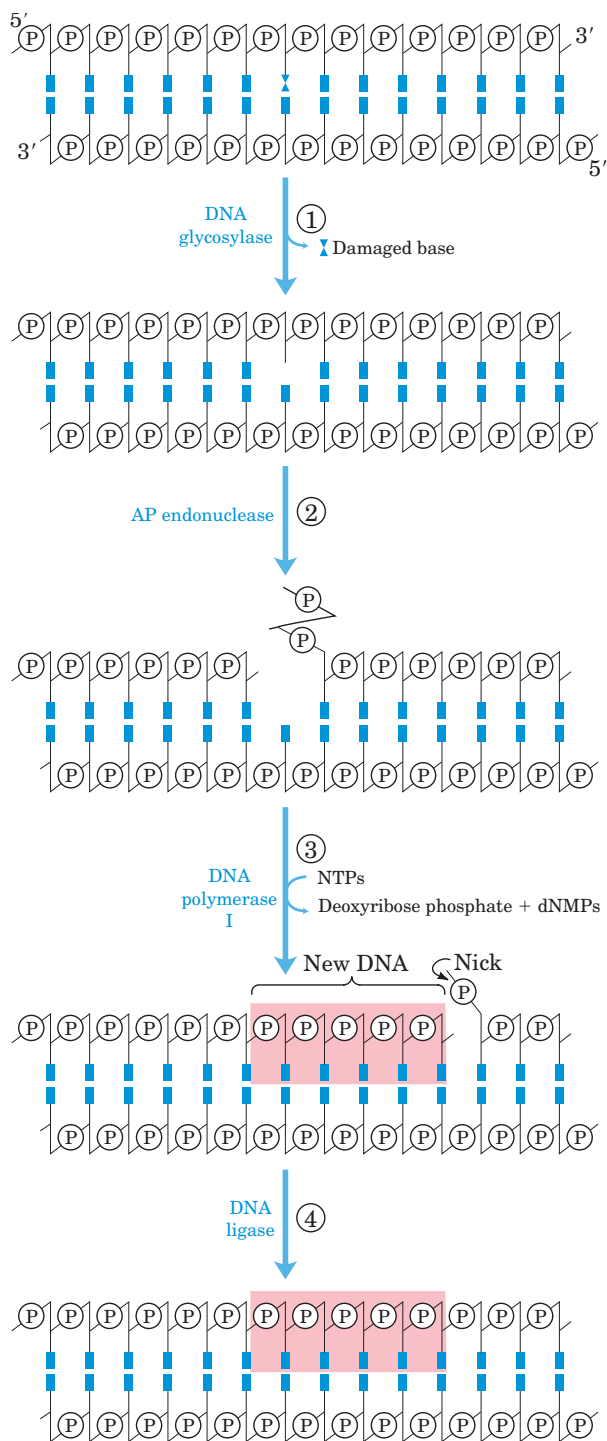 5′
P P P P P P P P P P P P P P 3′
3′ P P P P P P P P P P P P P P
5′
DNA
glycosylase
1
Damaged base
P P P P P P P P P P P P P P
P P P P P P P P P P P P P P
AP endonuclease
2
P
P
P P P P P P P P P P P P
P P P P P P P P P P P P P P
3
DNA
polymerase
I
NTPs
Deoxyribose phosphate + dNMPs
New DNA
Nick
P
P P P P P P P P P P P P P
P P P P P P P P P P P P P P
DNA
ligase
4
P P P P P P P P P P P P P P
P P P P P P P P P P P P P P